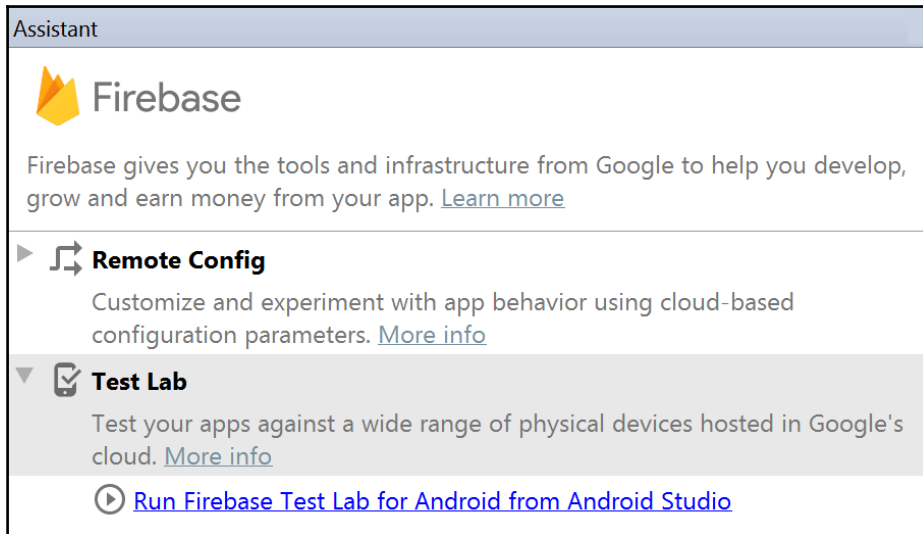 Assistant
Firebase
Firebase gives you the tools and infrastructure from Google to help you develop,
grow and earn money from your app. Learn more
Remote Config
Customize and experiment with app behavior using cloud-based
configuration parameters. More info
Test Lab
Test your apps against a wide range of physical devices hosted in Google's
cloud. More info
Run Firebase Test Lab for Android from Android Studio